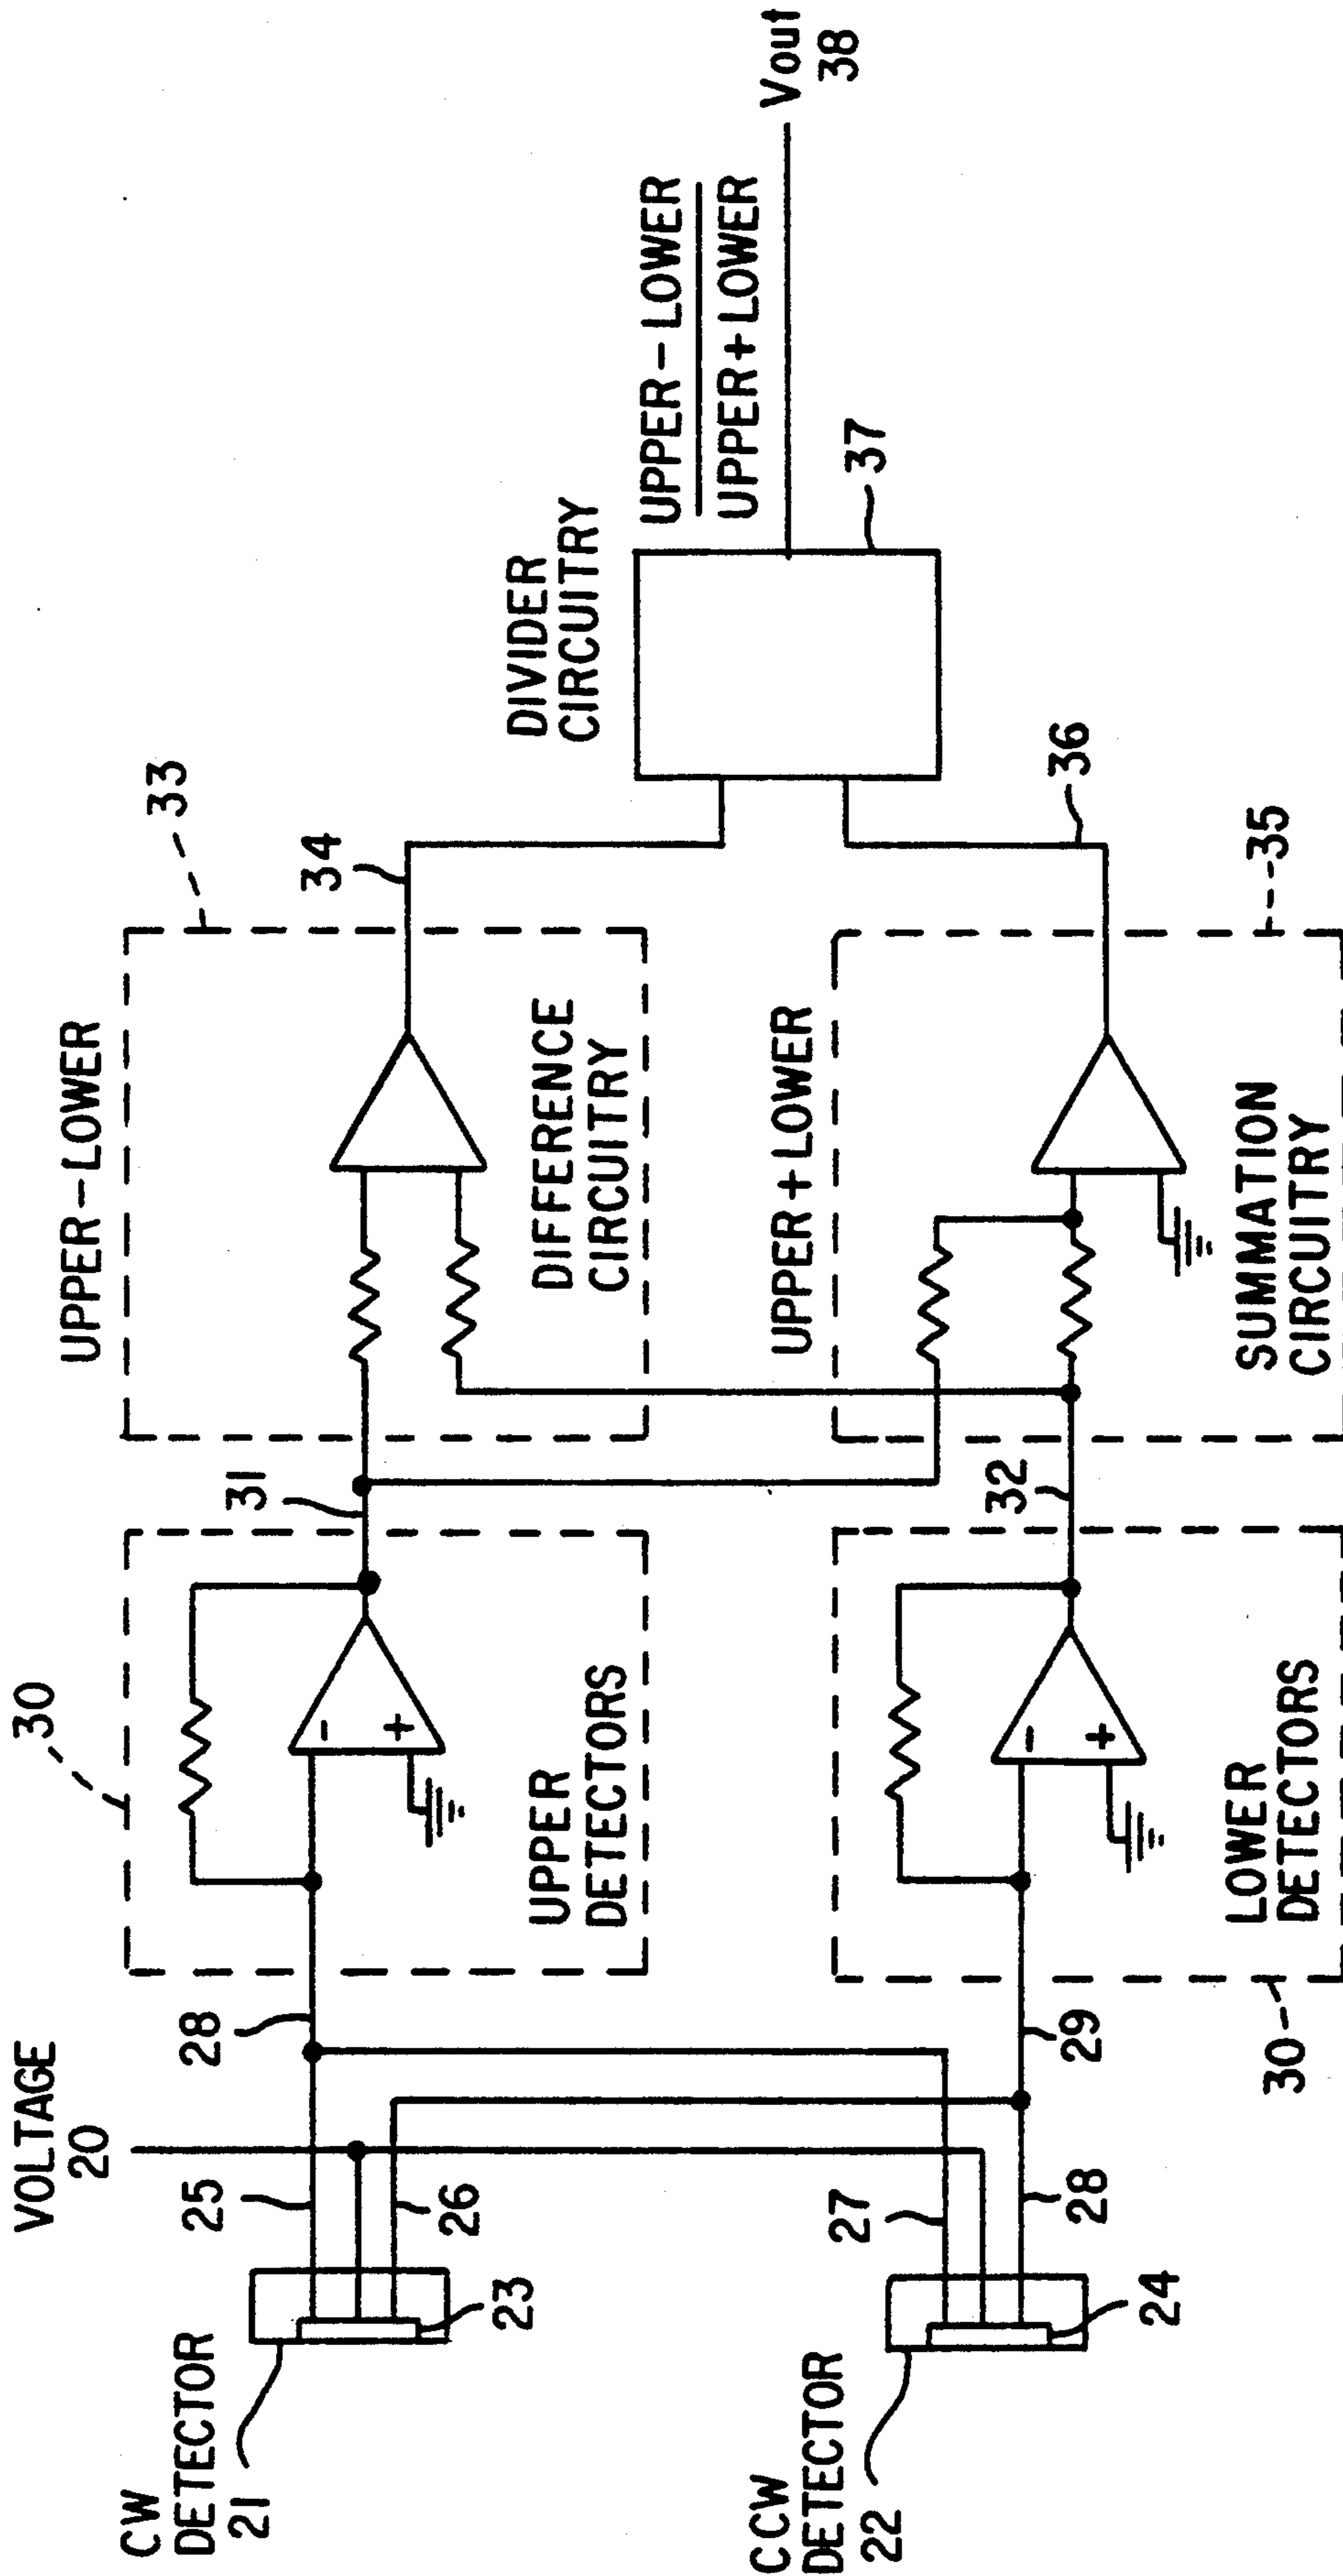 VOLTAGE
20
CW
DETECTOR
21
25
26
23
28
30
UPPER
DETECTORS
31
UPPER-LOWER
33
34
DIFFERENCE
CIRCUITRY
DIVIDER
CIRCUITRY
37
UPPER-LOWER
UPPER+LOWER
Vout
38
CCW
DETECTOR
22
27
28
24
29
30
LOWER
DETECTORS
32
UPPER+LOWER
35
36
SUMMATION
CIRCUITRY
-
+
-
+